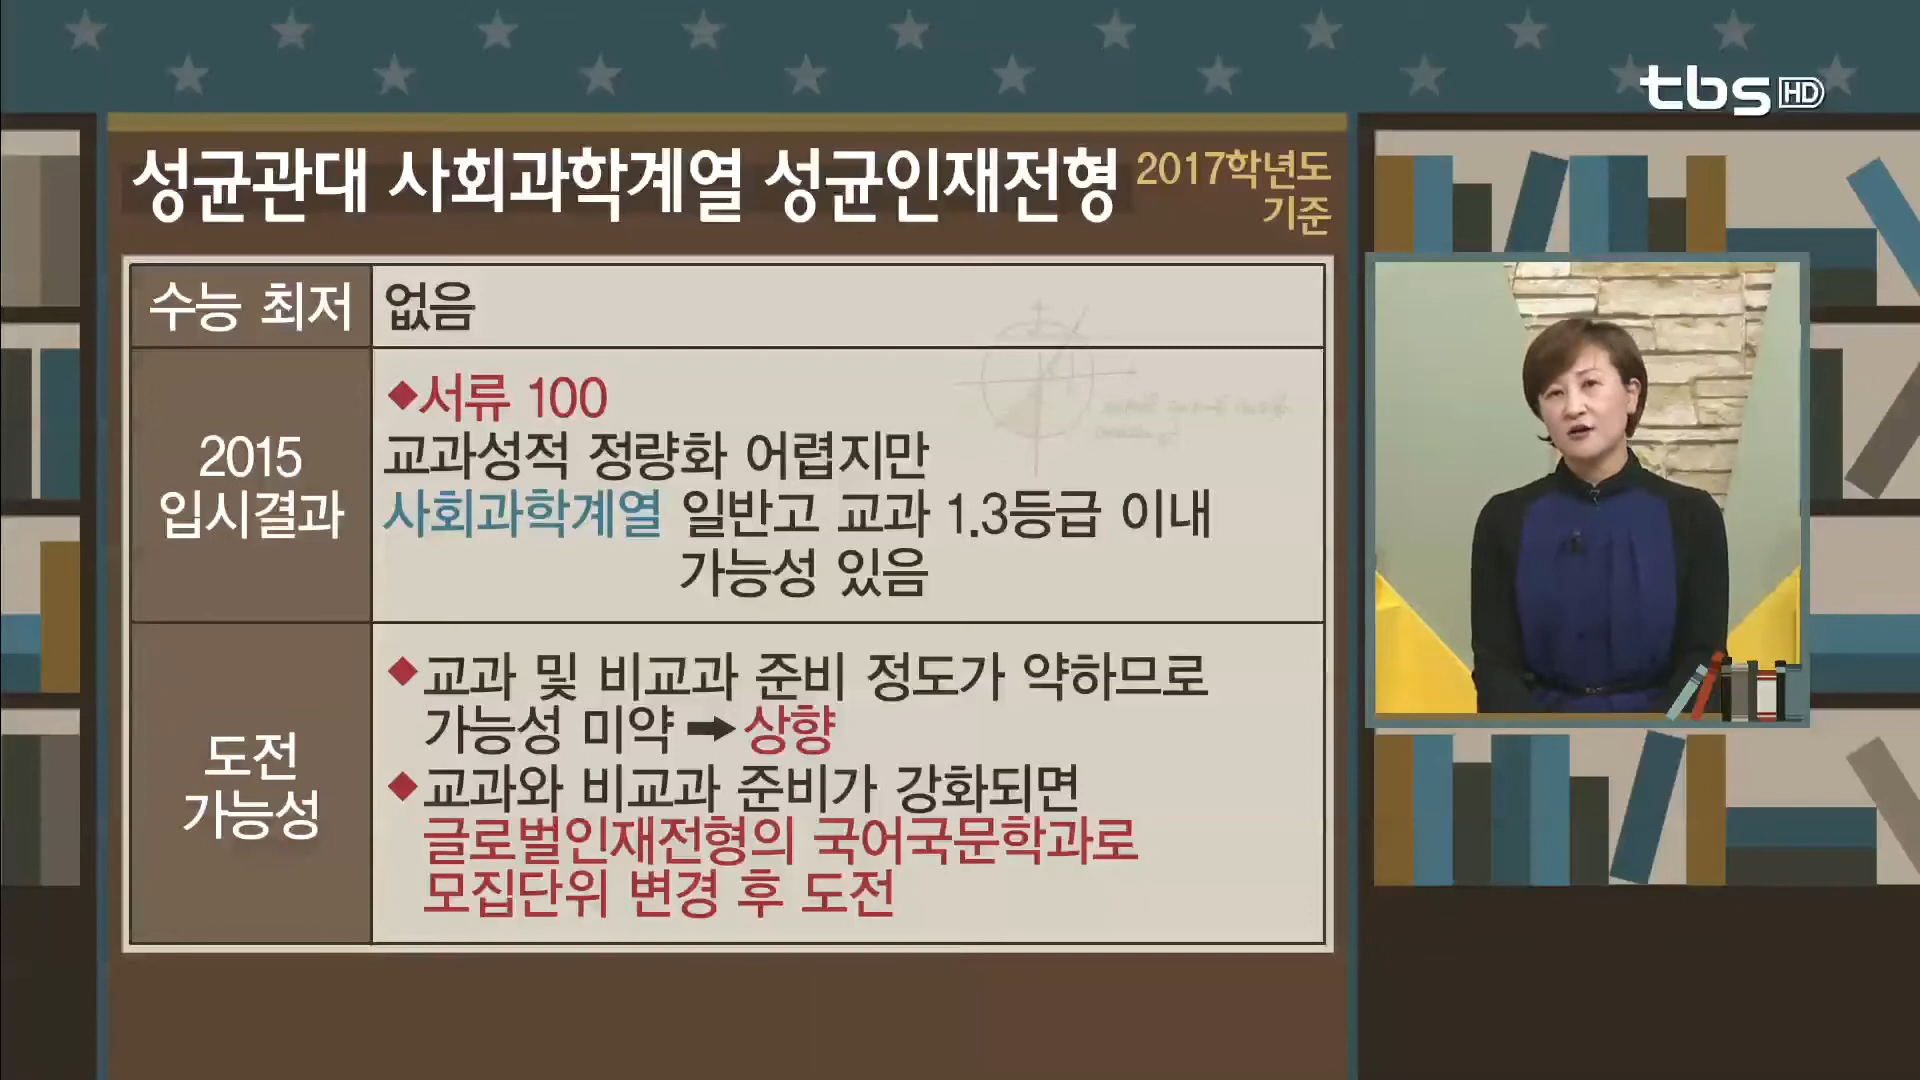 tbs HD
성균관대 사회과학계열 성균인재전형
2017학년도
기준
수능 최저
없음
2015
입시결과
◆서류 100
교과성적 정량화 어렵지만
사회과학계열 일반고 교과 1.3등급 이내
가능성 있음
도전
가능성
◆교과 및 비교과 준비 정도가 약하므로
가능성 미약 ➡ 상향
◆교과와 비교과 준비가 강화되면
글로벌인재전형의 국어국문학과로
모집단위 변경 후 도전